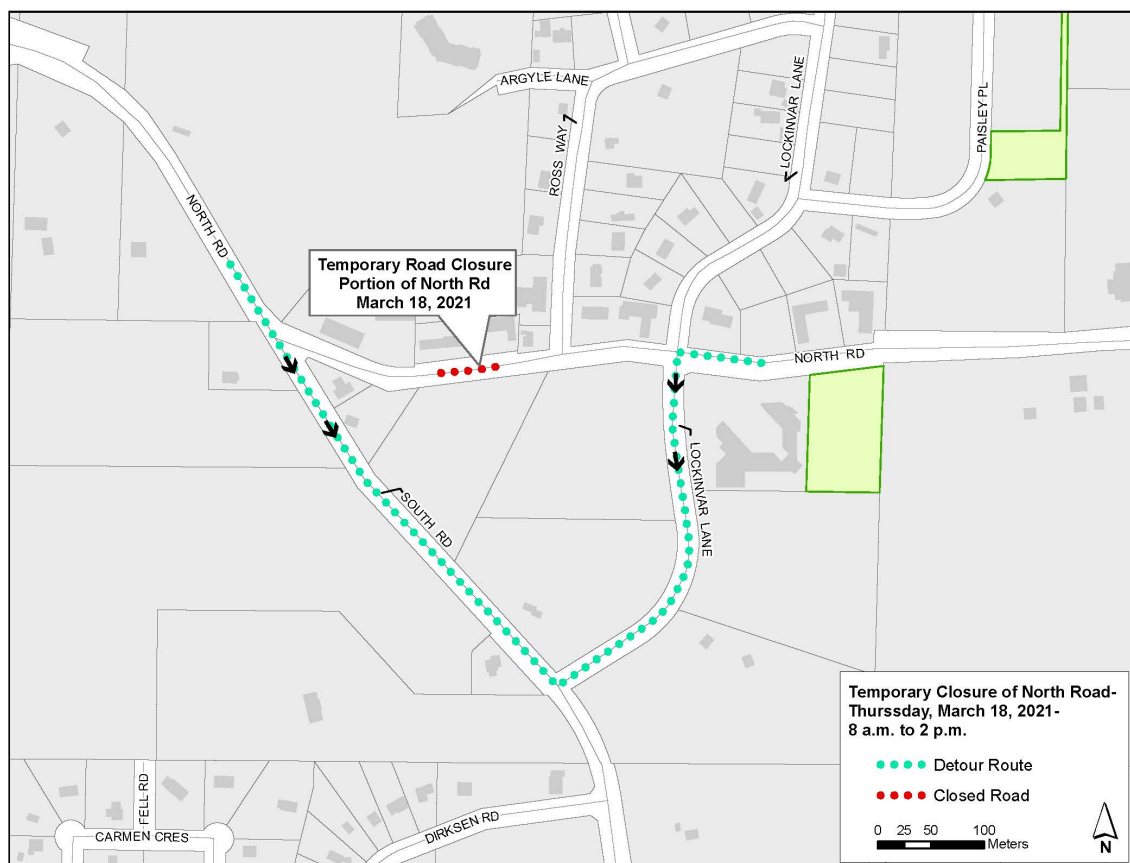 ARGYLE LANE
ROSS WAY
LOCKINVAR LANE
PAISLEY PL
NORTH RD
Temporary Road Closure
Portion of North Rd
March 18, 2021
NORTH RD
LOCKINVAR LANE
SOUTH RD
FELL RD
CARMEN CRES
DIRKSEN RD
Temporary Closure of North Road-
Thurssday, March 18, 2021-
8 a.m. to 2 p.m.
Detour Route
Closed Road
0 25 50 100
Meters
N